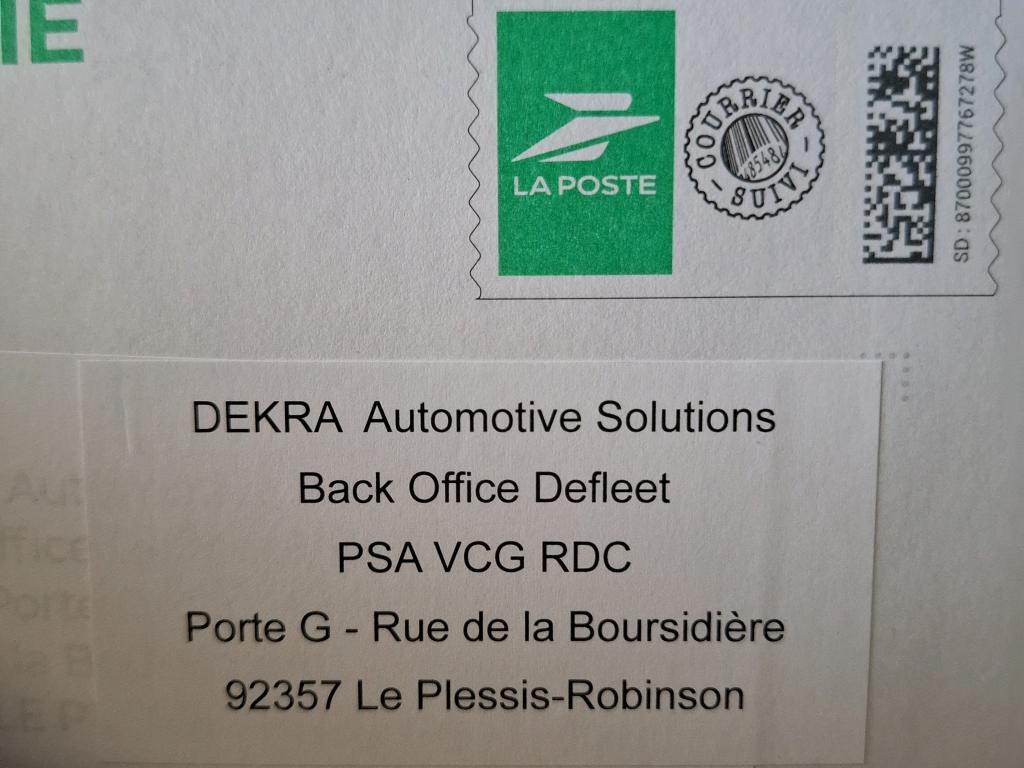 IE
LA POSTE
COURRIER
48548
SUIVI
SD : 87000997767278W
DEKRA Automotive Solutions
Back Office Defleet
PSA VCG RDC
Porte G - Rue de la Boursidière
92357 Le Plessis-Robinson